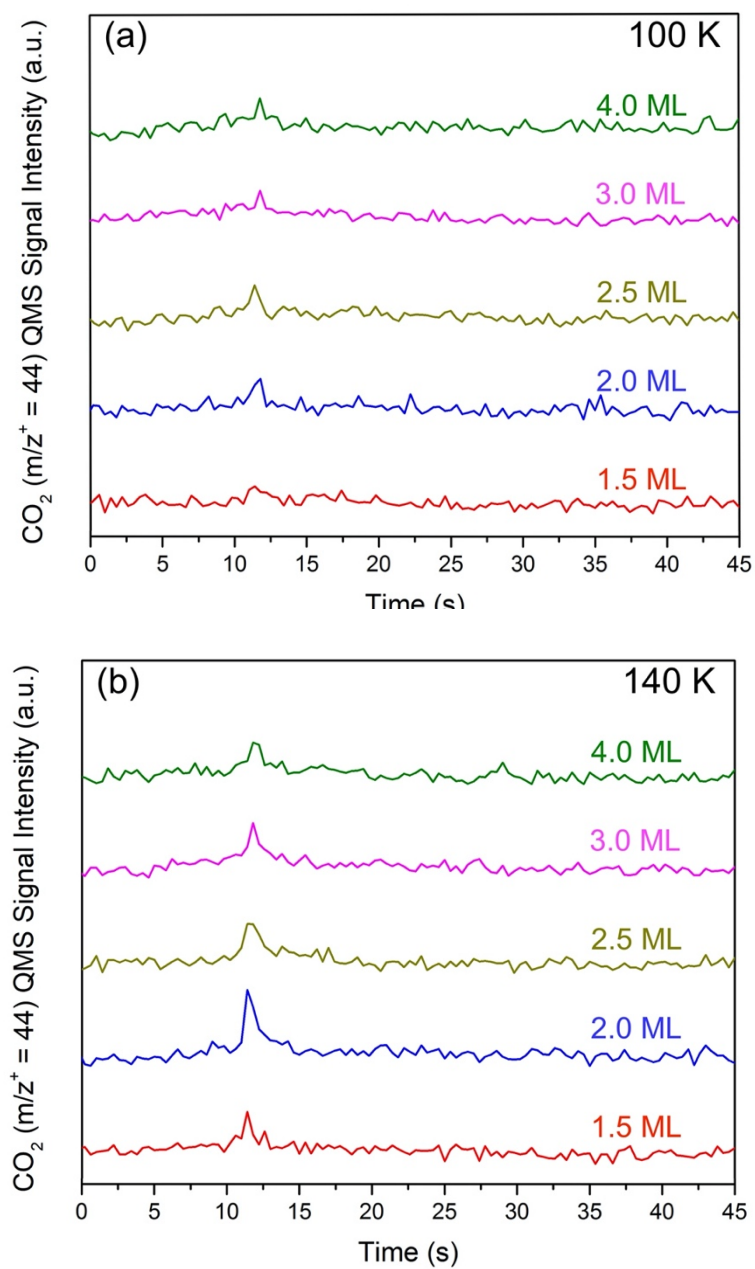 (a)
100 K
CO₂ (m/z⁺ = 44) QMS Signal Intensity (a.u.)
4.0 ML
3.0 ML
2.5 ML
2.0 ML
1.5 ML
0 5 10 15 20 25 30 35 40 45
Time (s)
(b)
140 K
CO₂ (m/z⁺ = 44) QMS Signal Intensity (a.u.)
4.0 ML
3.0 ML
2.5 ML
2.0 ML
1.5 ML
0 5 10 15 20 25 30 35 40 45
Time (s)